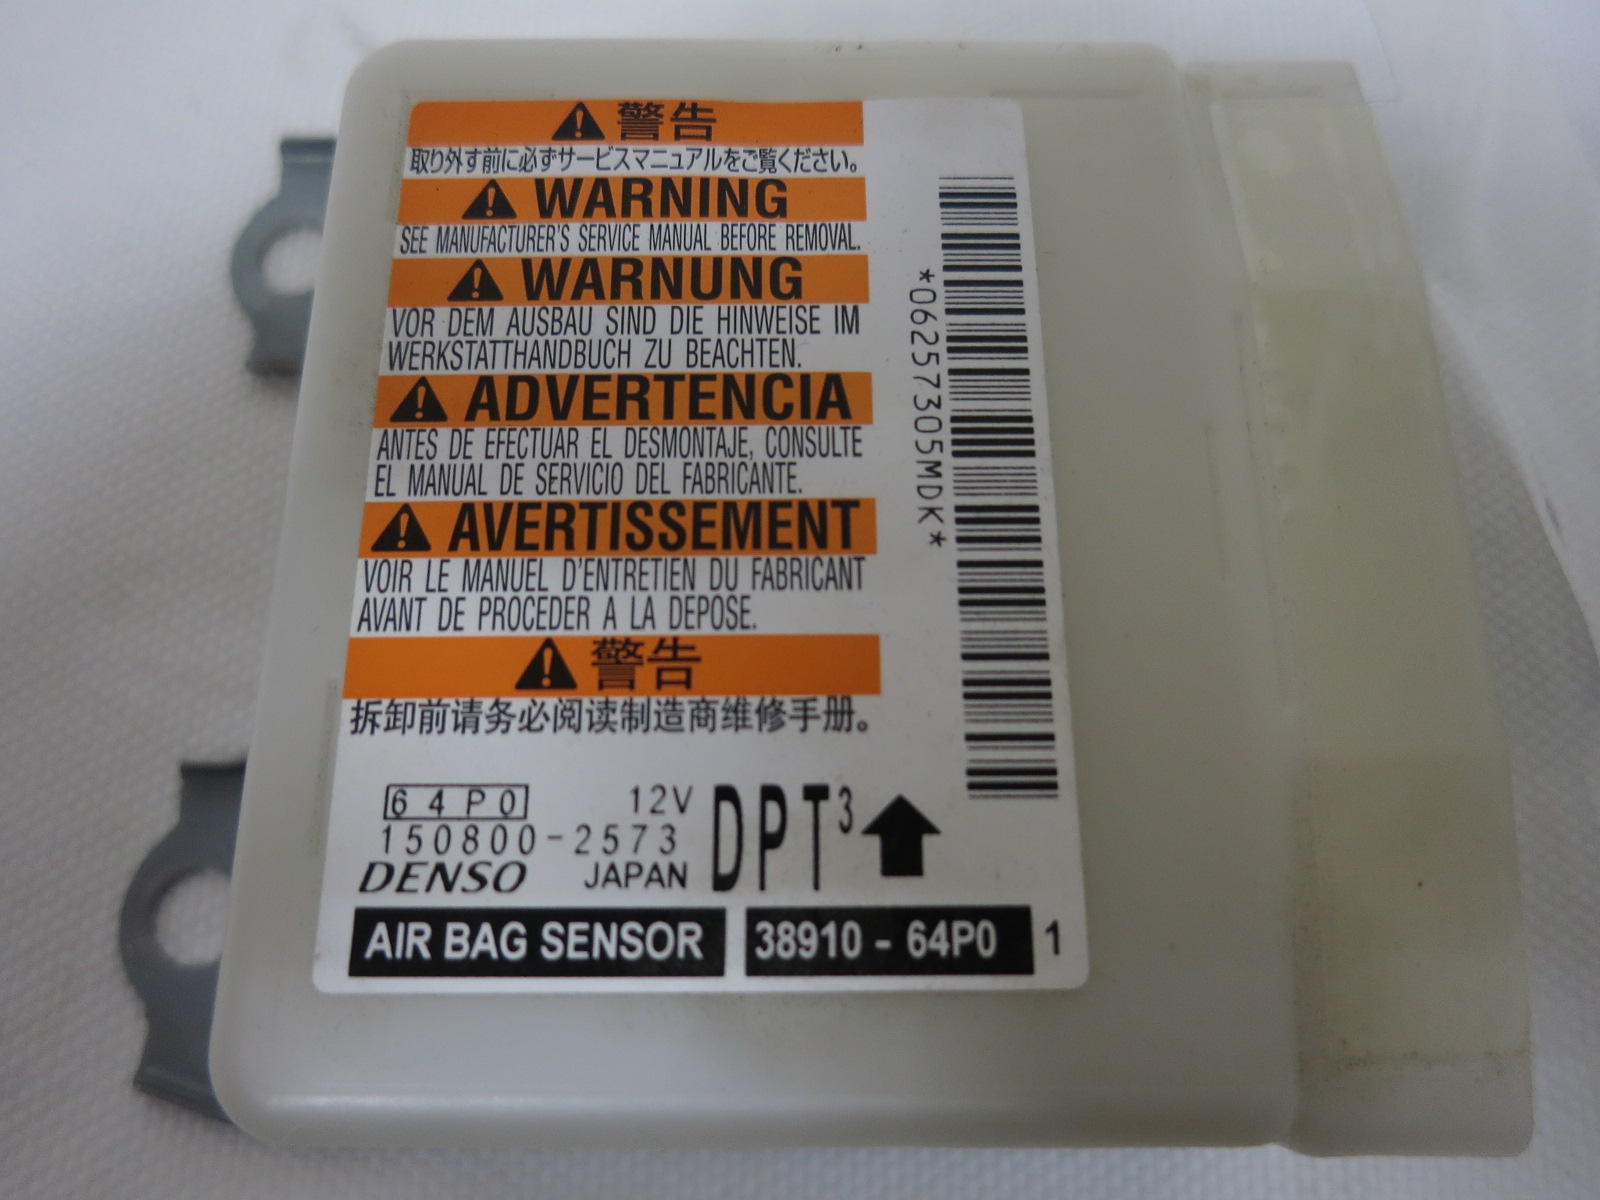 警告
取り外す前に必ずサービスマニュアルをご覧ください。
WARNING
SEE MANUFACTURER'S SERVICE MANUAL BEFORE REMOVAL.
WARNUNG
VOR DEM AUSBAU SIND DIE HINWEISE IM
WERKSTATTHANDBUCH ZU BEACHTEN.
ADVERTENCIA
ANTES DE EFECTUAR EL DESMONTAJE, CONSULTE
EL MANUAL DE SERVICIO DEL FABRICANTE.
AVERTISSEMENT
VOIR LE MANUEL D'ENTRETIEN DU FABRICANT
AVANT DE PROCEDER A LA DEPOSE.
警告
拆卸前请务必阅读制造商维修手册。
*06257305MDK*
64P0 12V
150800-2573
DENSO JAPAN
DPT3
AIR BAG SENSOR 38910-64P0 1